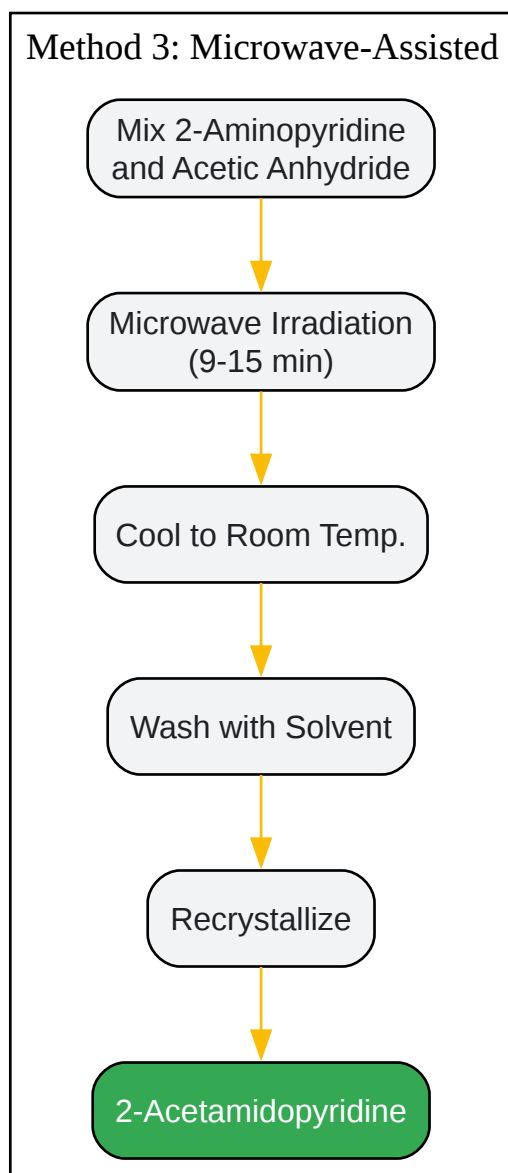 Method 3: Microwave-Assisted
Mix 2-Aminopyridine
and Acetic Anhydride
Microwave Irradiation
(9-15 min)
Cool to Room Temp.
Wash with Solvent
Recrystallize
2-Acetamidopyridine